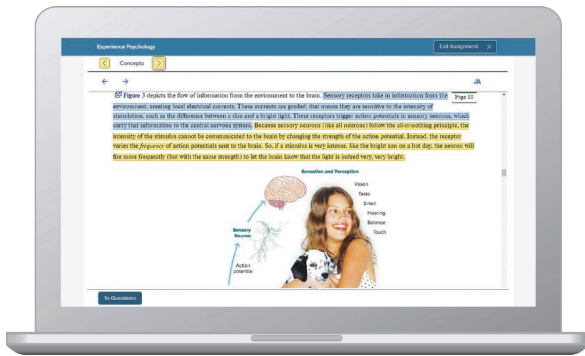 Experience Psychology
Exit Assignment X
Concepts
Figure 3 depicts the flow of information from the environment to the brain. Sensory receptors take in information from the
Page 85
environment, creating local electrical currents. These currents are graded; that means they are sensitive to the intensity of
stimulation, such as the difference between a dim and a bright light. These receptors trigger action potentials in sensory neurons, which
carry that information to the central nervous system. Because sensory neurons (like all neurons) follow the all-or-nothing principle, the
intensity of the stimulus cannot be communicated to the brain by changing the strength of the action potential. Instead, the receptor
varies the frequency of action potentials sent to the brain. So, if a stimulus is very intense, like the bright sun on a hot day, the neuron will
fire more frequently (but with the same strength) to let the brain know that the light is indeed very, very bright.
Sensation and Perception
Vision
Taste
Smell
Hearing
Balance
Touch
Sensory
Neurons
Action
potential
To Questions